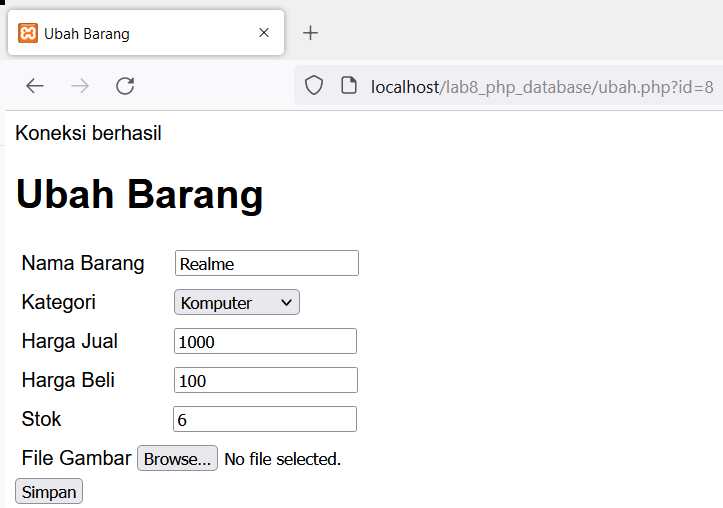 Ubah Barang
localhost/lab8_php_database/ubah.php?id=8
Koneksi berhasil
Ubah Barang
Nama Barang Realme
Kategori Komputer
Harga Jual 1000
Harga Beli 100
Stok 6
File Gambar Browse... No file selected.
Simpan